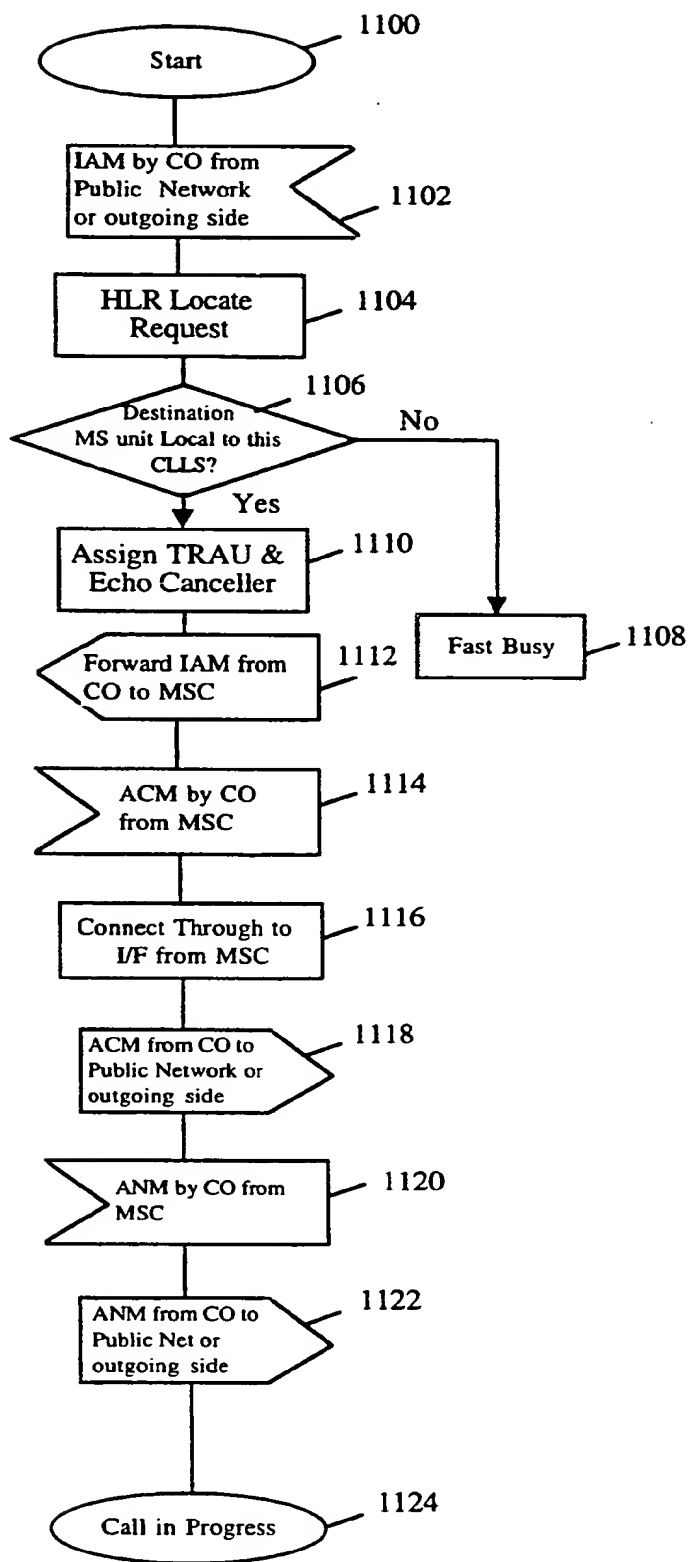 1100
Start
IAM by CO from
Public Network
or outgoing side
1102
HLR Locate
Request
1104
1106
Destination
MS unit Local to this
CLLS?
No
Yes
Assign TRAU &
Echo Canceller
1110
Fast Busy
1108
Forward IAM from
CO to MSC
1112
ACM by CO
from MSC
1114
Connect Through to
I/F from MSC
1116
ACM from CO to
Public Network or
outgoing side
1118
ANM by CO from
MSC
1120
ANM from CO to
Public Net or
outgoing side
1122
Call in Progress
1124